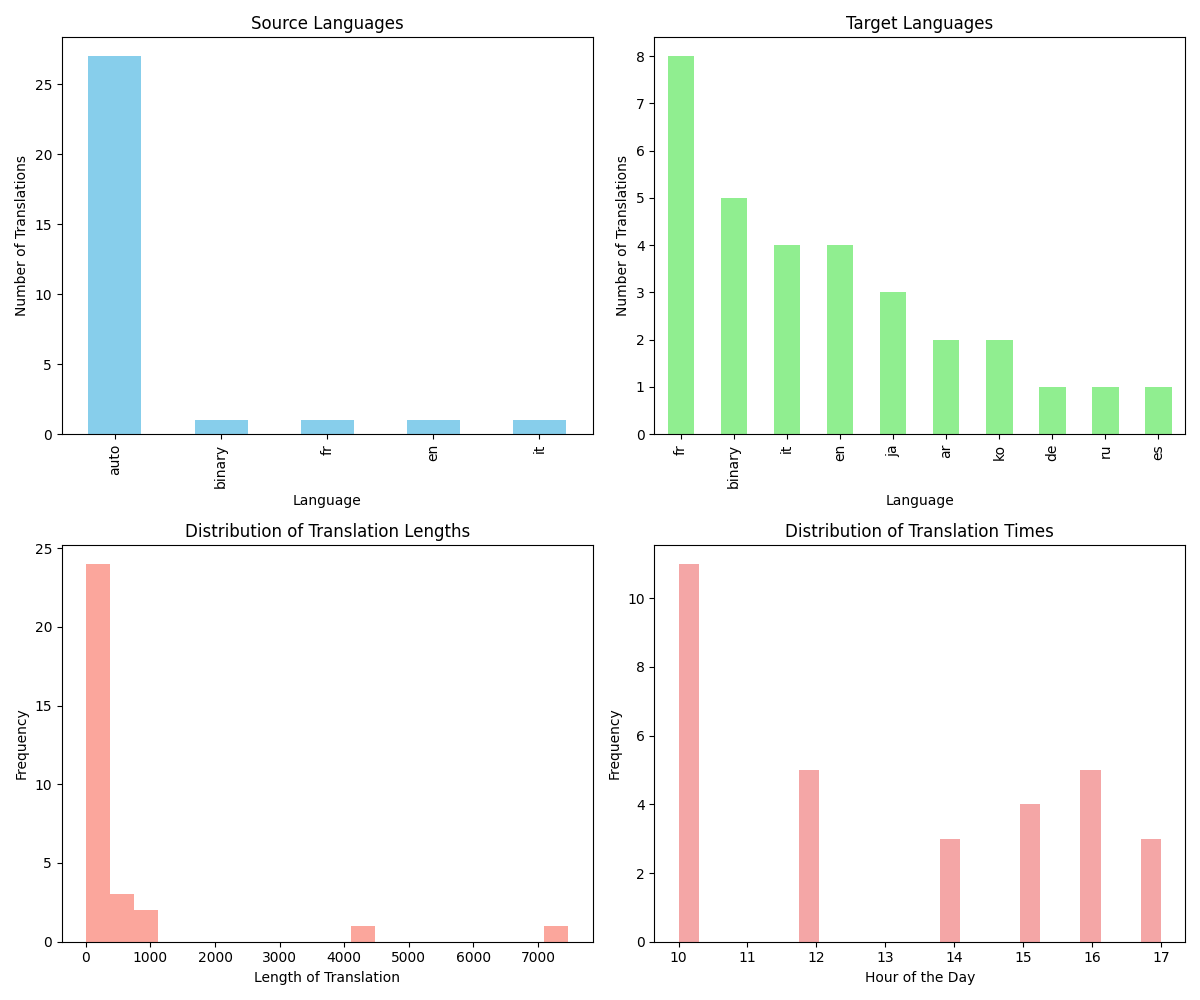 Source Languages
Number of Translations
25
20
15
10
5
0
auto
binary
fr
en
it
Language
Target Languages
Number of Translations
8
7
6
5
4
3
2
1
0
fr
binary
it
en
ja
ar
ko
de
ru
es
Language
Distribution of Translation Lengths
Frequency
25
20
15
10
5
0
0 1000 2000 3000 4000 5000 6000 7000
Length of Translation
Distribution of Translation Times
Frequency
10
8
6
4
2
0
10 11 12 13 14 15 16 17
Hour of the Day